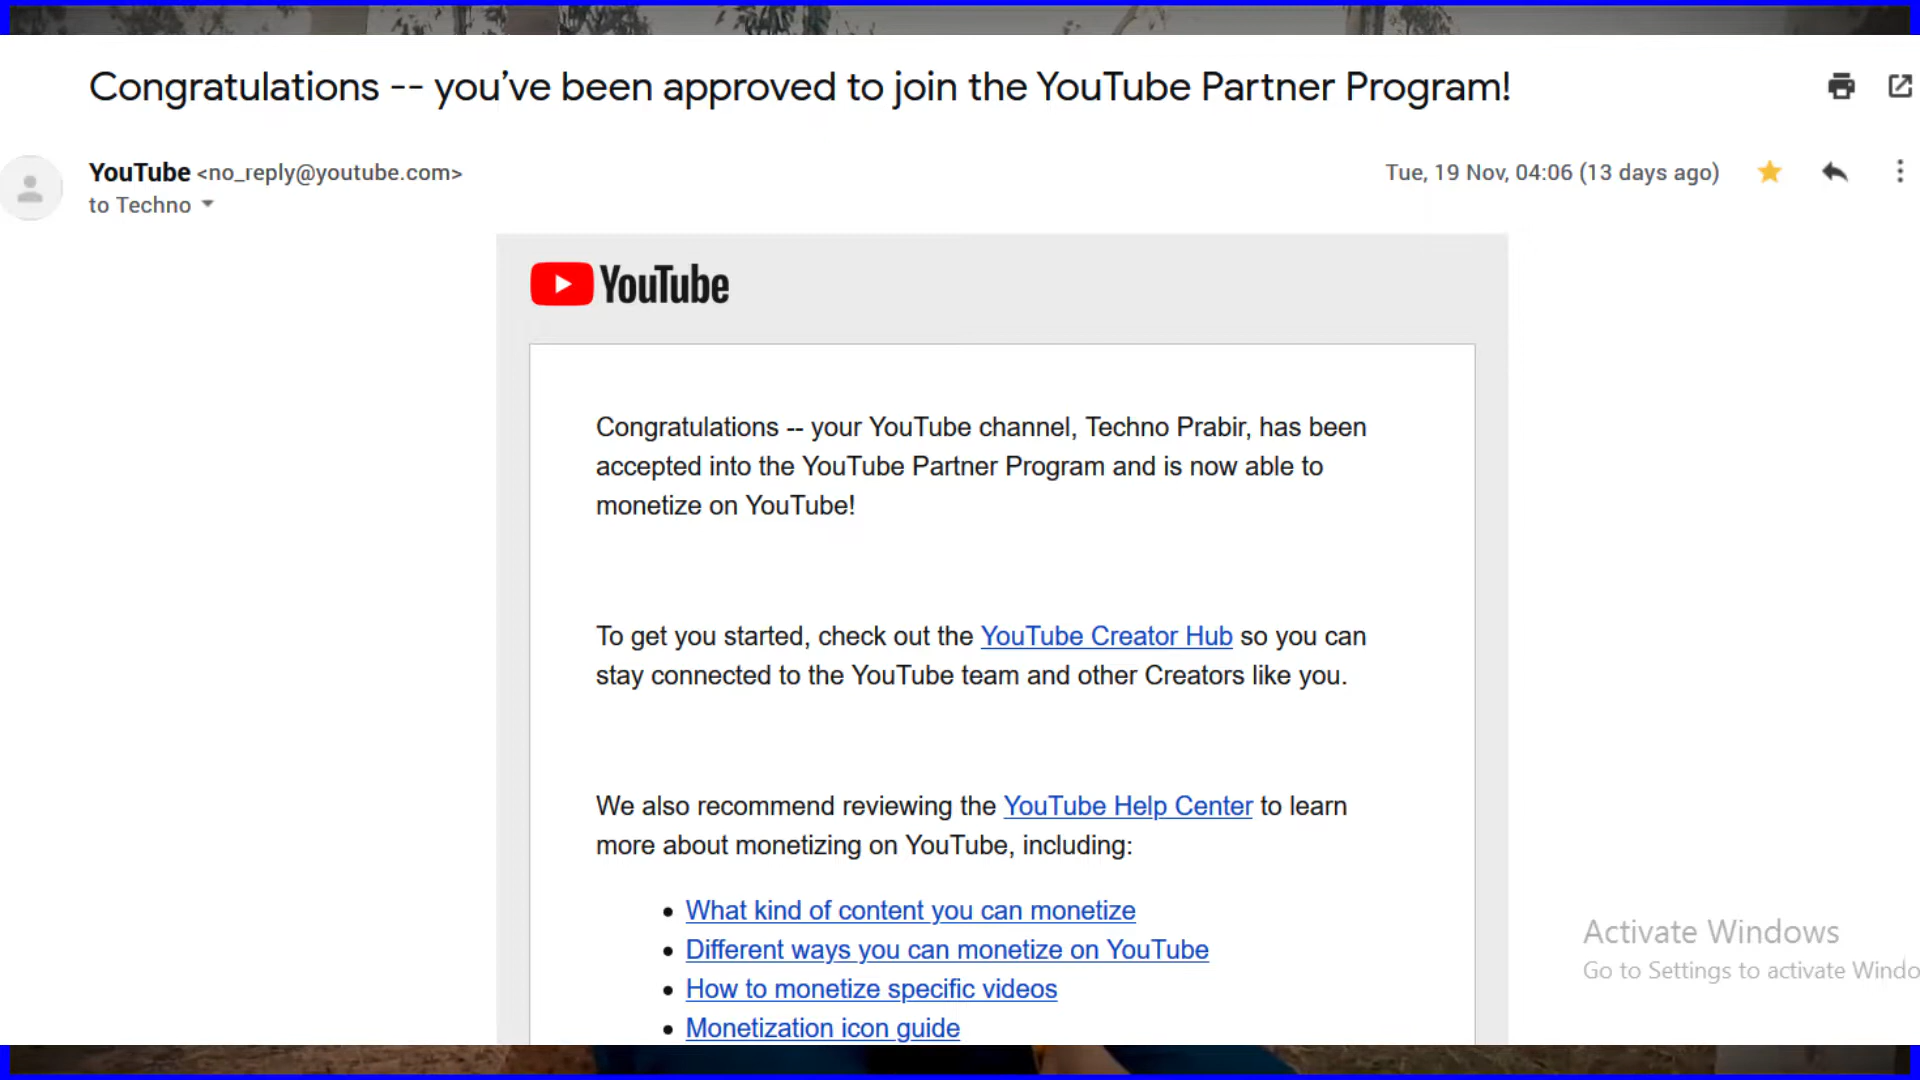 Congratulations -- you’ve been approved to join the YouTube Partner Program!
YouTube <no_reply@youtube.com>
Tue, 19 Nov, 04:06 (13 days ago)
to Techno
YouTube
Congratulations -- your YouTube channel, Techno Prabir, has been
accepted into the YouTube Partner Program and is now able to
monetize on YouTube!
To get you started, check out the YouTube Creator Hub so you can
stay connected to the YouTube team and other Creators like you.
We also recommend reviewing the YouTube Help Center to learn
more about monetizing on YouTube, including:
• What kind of content you can monetize
• Different ways you can monetize on YouTube
• How to monetize specific videos
• Monetization icon guide
Activate Windows
Go to Settings to activate Windo